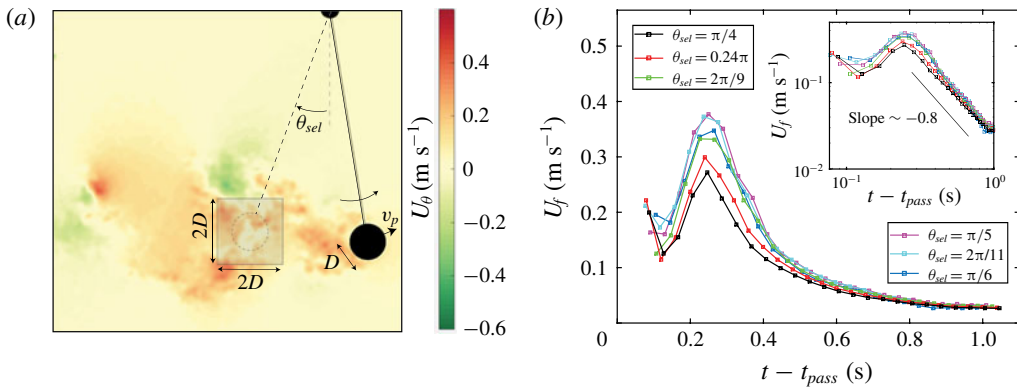 (a)
θsel
2D
2D
D
vp
0.4
0.2
0
−0.2
−0.4
−0.6
Uθ (m s−1)
(b)
0.5
0.4
0.3
0.2
0.1
Uf (m s−1)
θsel = π/4
θsel = 0.24π
θsel = 2π/9
10−1
10−2
Uf (m s−1)
Slope ~ −0.8
10−1
100
t − tpass (s)
θsel = π/5
θsel = 2π/11
θsel = π/6
0
0.2
0.4
0.6
0.8
1.0
t − tpass (s)